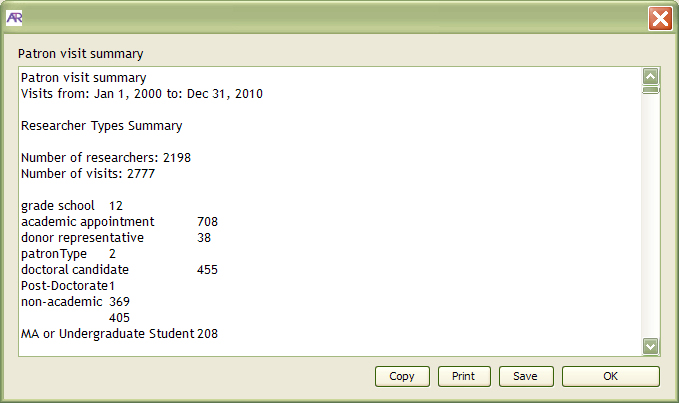 AR
Patron visit summary
Patron visit summary
Visits from: Jan 1, 2000 to: Dec 31, 2010
Researcher Types Summary
Number of researchers: 2198
Number of visits: 2777
grade school 12
academic appointment 708
donor representative 38
patronType 2
doctoral candidate 455
Post-Doctorate1
non-academic 369
405
MA or Undergraduate Student 208
Copy Print Save OK